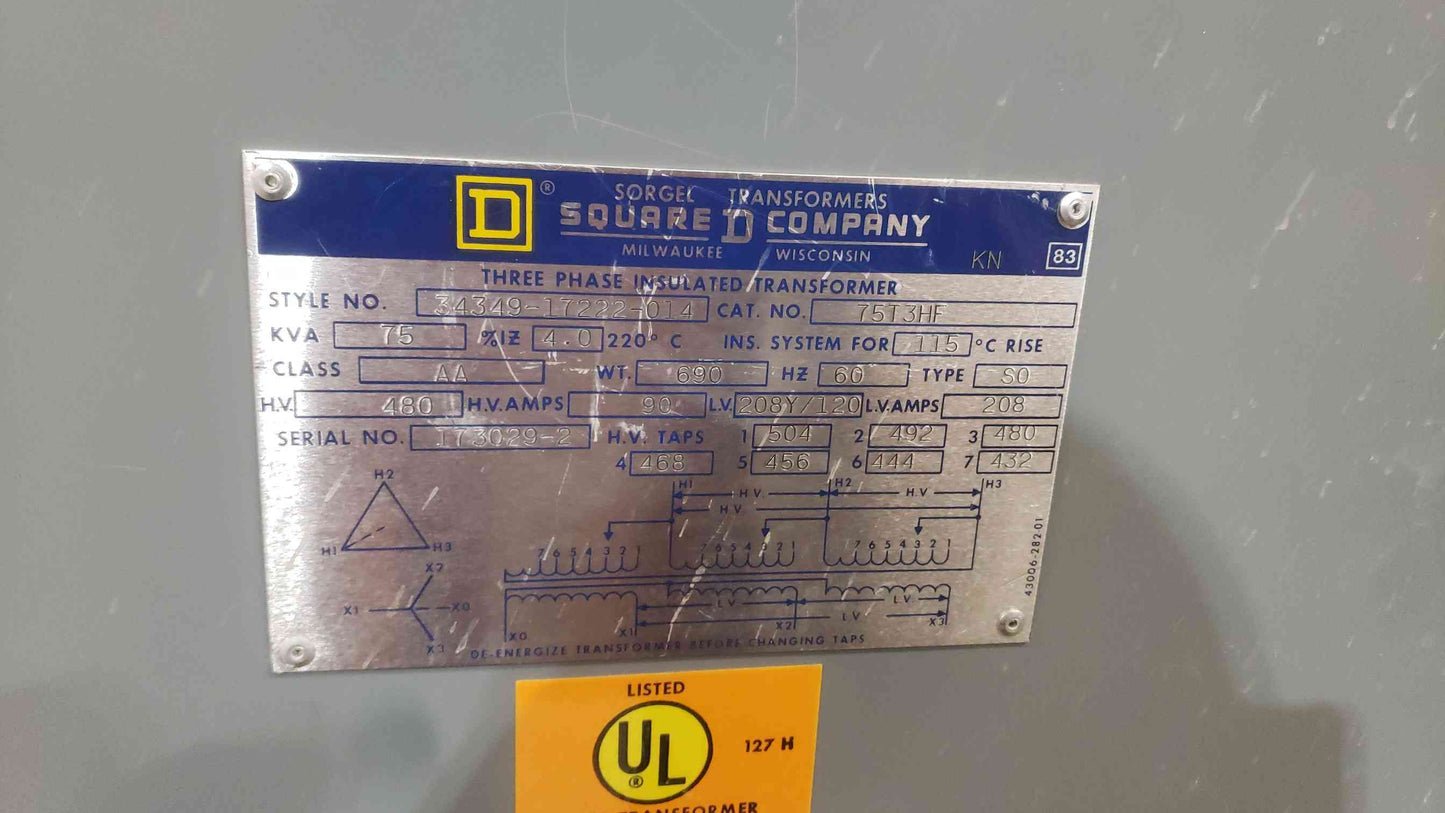 D® SORGEL TRANSFORMERS
SQUARE D COMPANY
MILWAUKEE WISCONSIN KN 83
THREE PHASE INSULATED TRANSFORMER
STYLE NO. 34349-17222-014 CAT. NO. 75T3HF
KVA 75 %IZ 4.0 220° C INS. SYSTEM FOR 115 °C RISE
CLASS AA WT. 690 HZ 60 TYPE SO
H.V. 480 H.V. AMPS 90 L.V. 208Y/120 L.V. AMPS 208
SERIAL NO. 173029-2 H.V. TAPS 1 504 2 492 3 480
4 468 5 456 6 444 7 432
H2
H1 H3
X2
X1 X0
X3
H1 H.V. H2 H.V. H3
H.V.
7 6 5 4 3 2 1 7 6 5 4 3 2 1 7 6 5 4 3 2 1
L.V. L.V.
L.V.
X0 X1 X2 X3
DE-ENERGIZE TRANSFORMER BEFORE CHANGING TAPS
43006-282-01
LISTED
UL® 127 H
TRANSFORMER